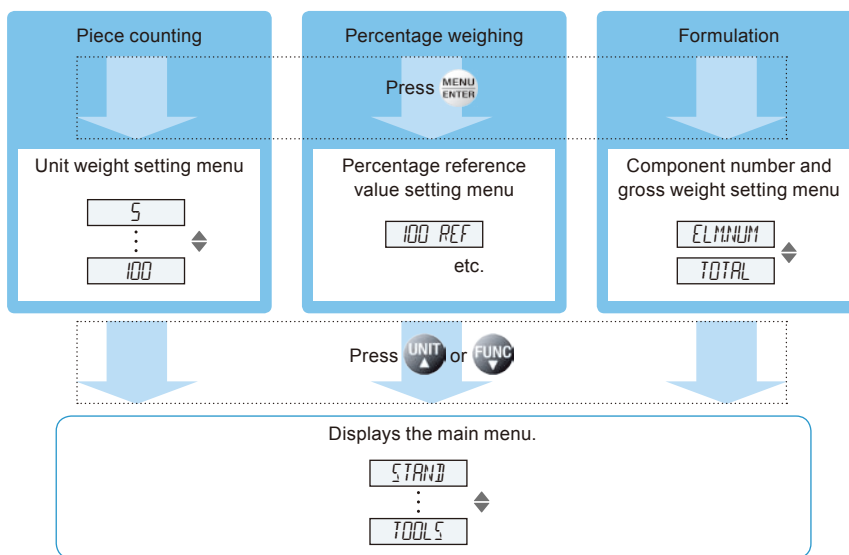 Piece counting
Percentage weighing
Formulation
Press MENU ENTER
Unit weight setting menu
5
100
Percentage reference
value setting menu
100 REF
etc.
Component number and
gross weight setting menu
ELMNUM
TOTAL
Press UNIT or FUNC
Displays the main menu.
STAND
TOOLS